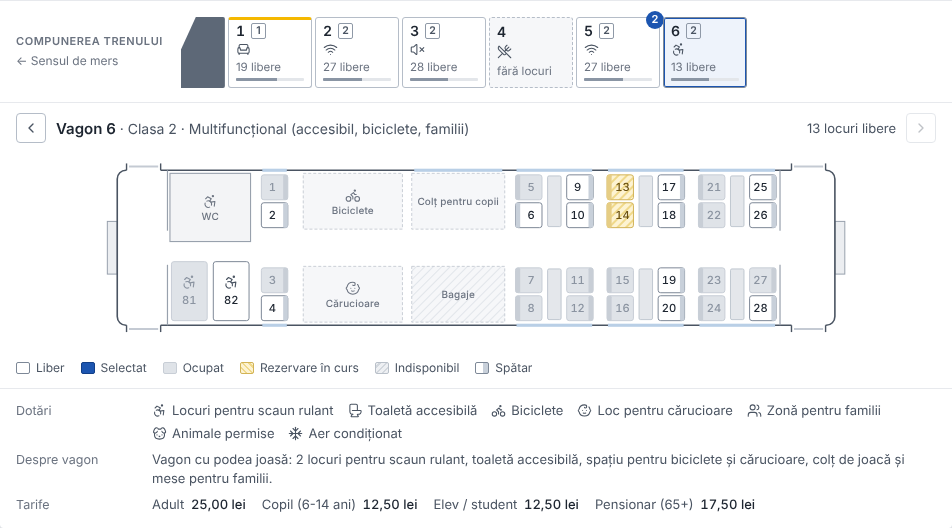 COMPUNEREA TRENULUI
← Sensul de mers
1 1
19 libere
2 2
27 libere
3 2
28 libere
4
fără locuri
5 2
27 libere
2
6 2
13 libere
Vagon 6 · Clasa 2 · Multifuncțional (accesibil, biciclete, familii)
13 locuri libere
WC
1
2
Biciclete
Colț pentru copii
5 9 13 17 21 25
6 10 14 18 22 26
81 82
3
4
Cărucioare
Bagaje
7 11 15 19 23 27
8 12 16 20 24 28
Liber Selectat Ocupat Rezervare în curs Indisponibil Spătar
Dotări
Locuri pentru scaun rulant Toaletă accesibilă Biciclete Loc pentru cărucioare Zonă pentru familii
Animale permise Aer condiționat
Despre vagon
Vagon cu podea joasă: 2 locuri pentru scaun rulant, toaletă accesibilă, spațiu pentru biciclete și cărucioare, colț de joacă și
mese pentru familii.
Tarife
Adult 25,00 lei Copil (6-14 ani) 12,50 lei Elev / student 12,50 lei Pensionar (65+) 17,50 lei